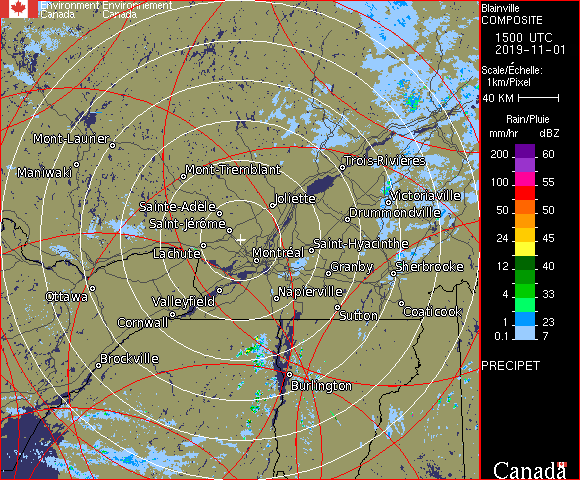 Environment Environnement
Canada Canada
Blainville
COMPOSITE
1500 UTC
2019-11-01
Scale/Échelle:
1km/Pixel
40 KM
Rain/Pluie
mm/hr dBZ
200 60
100 55
50 50
24 45
12 40
4 33
1 23
0.1 7
PRECIPET
Canada
Mont-Laurier
Maniwaki
Mont-Tremblant
Trois-Rivières
Joliette
Victoriaville
Sainte-Adèle
Drummondville
Saint-Jérôme
Lachute
Saint-Hyacinthe
Montréal
Granby
Sherbrooke
Ottawa
Valleyfield
Napierville
Cornwall
Sutton
Coaticook
Brockville
Burlington